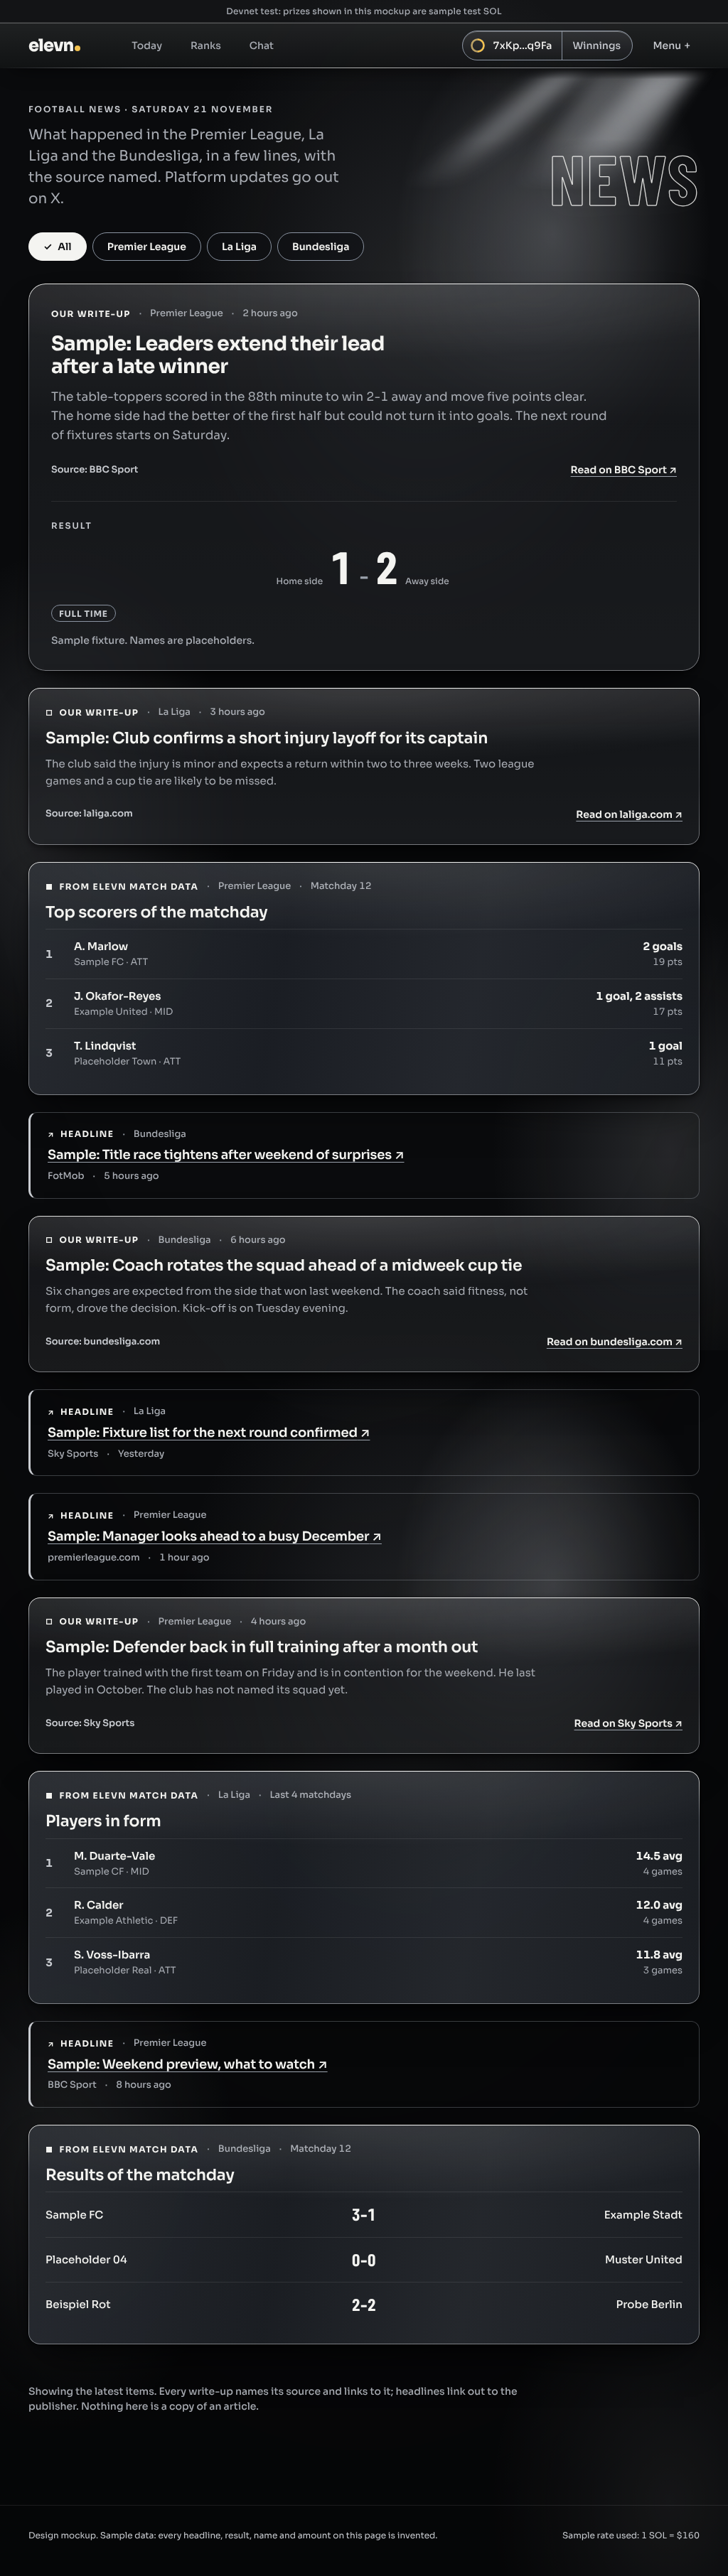 Devnet test: prizes shown in this mockup are sample test SOL
elevn.
Today
Ranks
Chat
7xKp...q9Fa
Winnings
Menu +
FOOTBALL NEWS · SATURDAY 21 NOVEMBER
What happened in the Premier League, La
Liga and the Bundesliga, in a few lines, with
the source named. Platform updates go out
on X.
NEWS
✓ All
Premier League
La Liga
Bundesliga
OUR WRITE-UP · Premier League · 2 hours ago
Sample: Leaders extend their lead
after a late winner
The table-toppers scored in the 88th minute to win 2-1 away and move five points clear.
The home side had the better of the first half but could not turn it into goals. The next round
of fixtures starts on Saturday.
Source: BBC Sport
Read on BBC Sport ↗
RESULT
Home side 1 - 2 Away side
FULL TIME
Sample fixture. Names are placeholders.
OUR WRITE-UP · La Liga · 3 hours ago
Sample: Club confirms a short injury layoff for its captain
The club said the injury is minor and expects a return within two to three weeks. Two league
games and a cup tie are likely to be missed.
Source: laliga.com
Read on laliga.com ↗
FROM ELEVN MATCH DATA · Premier League · Matchday 12
Top scorers of the matchday
1
A. Marlow
2 goals
Sample FC · ATT
19 pts
2
J. Okafor-Reyes
1 goal, 2 assists
Example United · MID
17 pts
3
T. Lindqvist
1 goal
Placeholder Town · ATT
11 pts
↗ HEADLINE · Bundesliga
Sample: Title race tightens after weekend of surprises ↗
FotMob · 5 hours ago
OUR WRITE-UP · Bundesliga · 6 hours ago
Sample: Coach rotates the squad ahead of a midweek cup tie
Six changes are expected from the side that won last weekend. The coach said fitness, not
form, drove the decision. Kick-off is on Tuesday evening.
Source: bundesliga.com
Read on bundesliga.com ↗
↗ HEADLINE · La Liga
Sample: Fixture list for the next round confirmed ↗
Sky Sports · Yesterday
↗ HEADLINE · Premier League
Sample: Manager looks ahead to a busy December ↗
premierleague.com · 1 hour ago
OUR WRITE-UP · Premier League · 4 hours ago
Sample: Defender back in full training after a month out
The player trained with the first team on Friday and is in contention for the weekend. He last
played in October. The club has not named its squad yet.
Source: Sky Sports
Read on Sky Sports ↗
FROM ELEVN MATCH DATA · La Liga · Last 4 matchdays
Players in form
1
M. Duarte-Vale
14.5 avg
Sample CF · MID
4 games
2
R. Calder
12.0 avg
Example Athletic · DEF
4 games
3
S. Voss-Ibarra
11.8 avg
Placeholder Real · ATT
3 games
↗ HEADLINE · Premier League
Sample: Weekend preview, what to watch ↗
BBC Sport · 8 hours ago
FROM ELEVN MATCH DATA · Bundesliga · Matchday 12
Results of the matchday
Sample FC 3-1 Example Stadt
Placeholder 04 0-0 Muster United
Beispiel Rot 2-2 Probe Berlin
Showing the latest items. Every write-up names its source and links to it; headlines link out to the
publisher. Nothing here is a copy of an article.
Design mockup. Sample data: every headline, result, name and amount on this page is invented.
Sample rate used: 1 SOL = $160